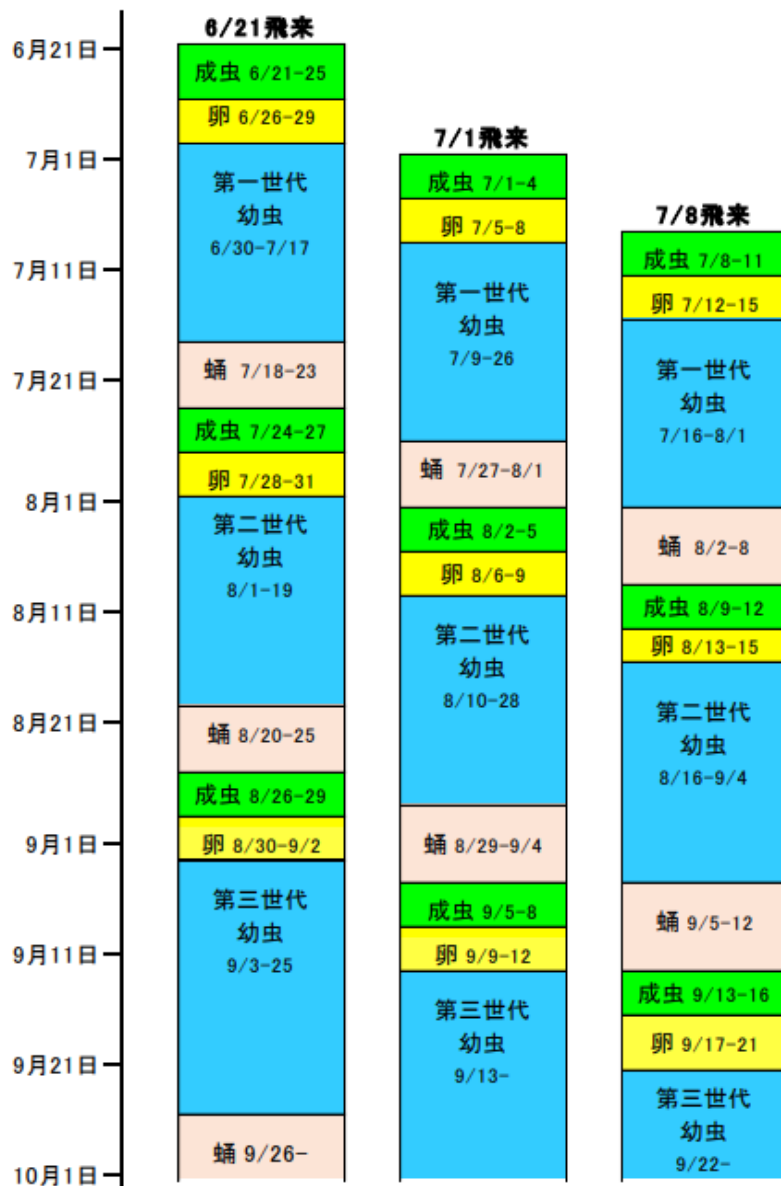 6月21日
7月1日
7月11日
7月21日
8月1日
8月11日
8月21日
9月1日
9月11日
9月21日
10月1日
6/21飛来
成虫 6/21-25
卵 6/26-29
第一世代
幼虫
6/30-7/17
蛹 7/18-23
成虫 7/24-27
卵 7/28-31
第二世代
幼虫
8/1-19
蛹 8/20-25
成虫 8/26-29
卵 8/30-9/2
第三世代
幼虫
9/3-25
蛹 9/26-
7/1飛来
成虫 7/1-4
卵 7/5-8
第一世代
幼虫
7/9-26
蛹 7/27-8/1
成虫 8/2-5
卵 8/6-9
第二世代
幼虫
8/10-28
蛹 8/29-9/4
成虫 9/5-8
卵 9/9-12
第三世代
幼虫
9/13-
7/8飛来
成虫 7/8-11
卵 7/12-15
第一世代
幼虫
7/16-8/1
蛹 8/2-8
成虫 8/9-12
卵 8/13-15
第二世代
幼虫
8/16-9/4
蛹 9/5-12
成虫 9/13-16
卵 9/17-21
第三世代
幼虫
9/22-